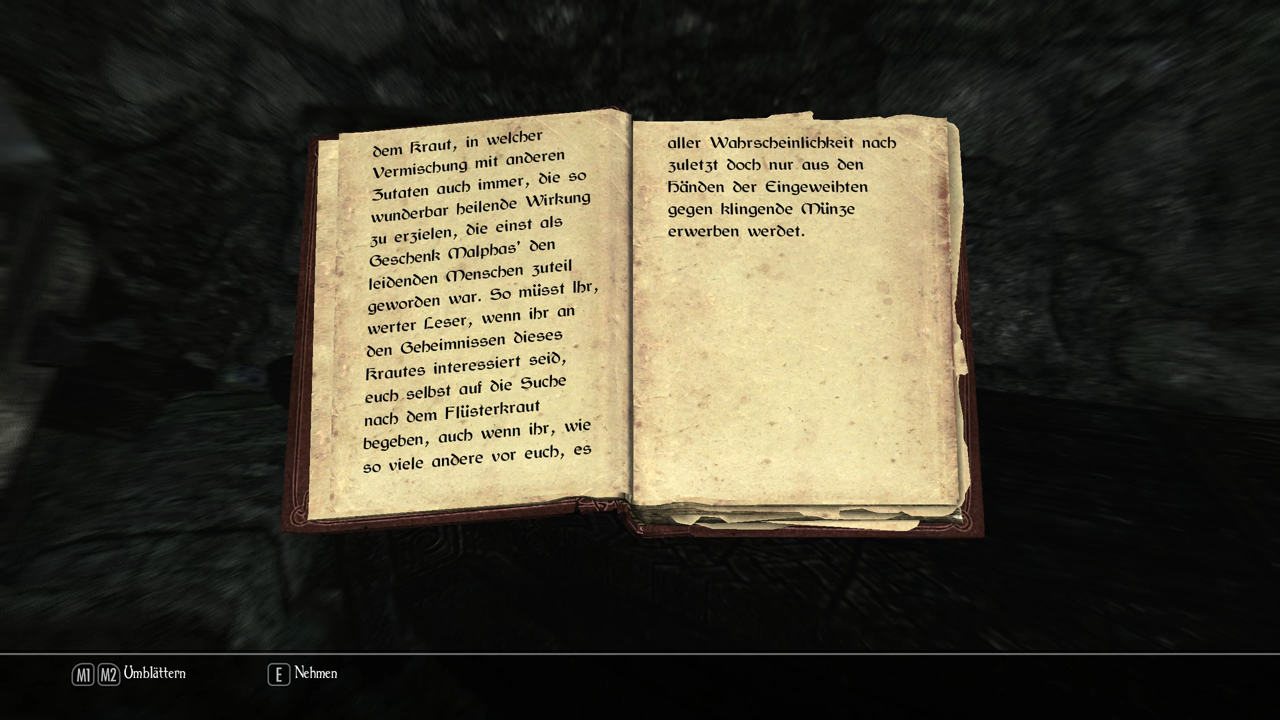 dem Kraut, in welcher
Vermischung mit anderen
Zutaten auch immer, die so
wunderbar heilende Wirkung
zu erzielen, die einst als
Geschenk Malphas' den
leidenden Menschen zuteil
geworden war. So müsst Ihr,
werter Leser, wenn ihr an
den Geheimnissen dieses
Krautes interessiert seid,
euch selbst auf die Suche
nach dem Flüsterkraut
begeben, auch wenn ihr, wie
so viele andere vor euch, es
aller Wahrscheinlichkeit nach
zuletzt doch nur aus den
Händen der Eingeweihten
gegen klingende Münze
erwerben werdet.
M1 M2 Umblättern
E Nehmen